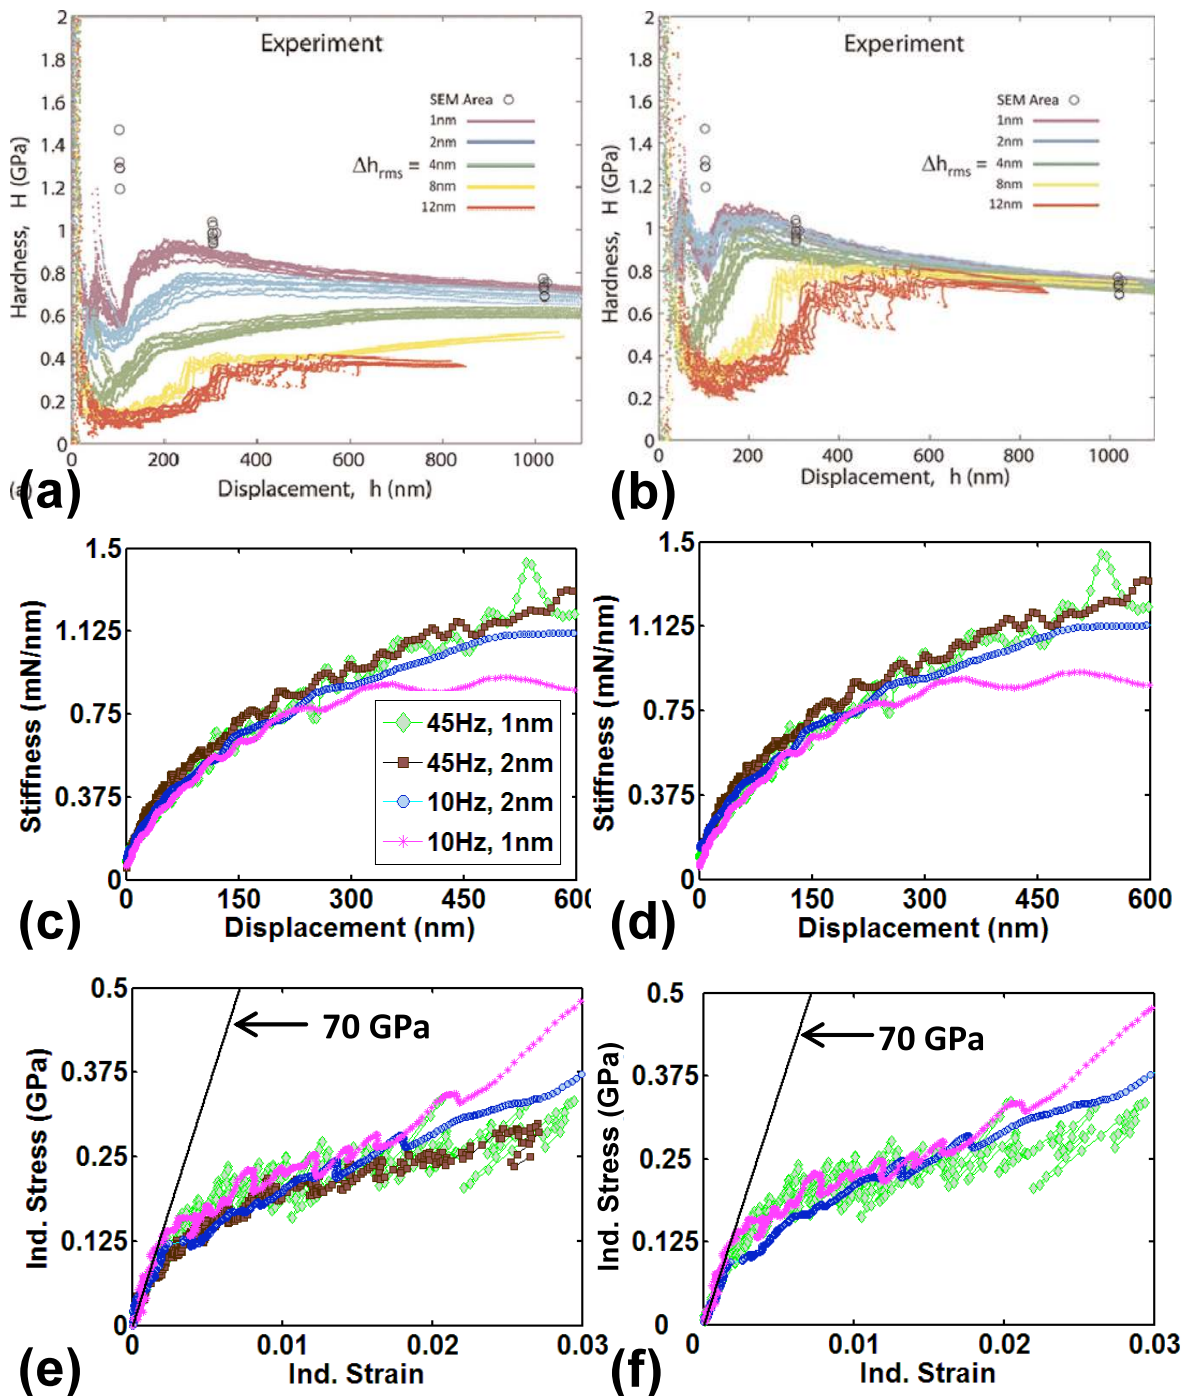 Experiment
SEM Area
1nm
2nm
Δhrms = 4nm
8nm
12nm
2
1.8
1.6
1.4
1.2
1
0.8
0.6
0.4
0.2
0
Hardness, H (GPa)
0 200 400 600 800 1000
Displacement, h (nm)
(a)
Experiment
SEM Area
1nm
2nm
Δhrms = 4nm
8nm
12nm
2
1.8
1.6
1.4
1.2
1
0.8
0.6
0.4
0.2
0
Hardness, H (GPa)
0 200 400 600 800 1000
Displacement, h (nm)
(b)
1.5
1.125
0.75
0.375
0
Stiffness (mN/nm)
45Hz, 1nm
45Hz, 2nm
10Hz, 2nm
10Hz, 1nm
0 150 300 450 600
Displacement (nm)
(c)
1.5
1.125
0.75
0.375
0
Stiffness (mN/nm)
0 150 300 450 600
Displacement (nm)
(d)
0.5
0.375
0.25
0.125
0
Ind. Stress (GPa)
70 GPa
0 0.01 0.02 0.03
Ind. Strain
(e)
0.5
0.375
0.25
0.125
0
Ind. Stress (GPa)
70 GPa
0 0.01 0.02 0.03
Ind. Strain
(f)